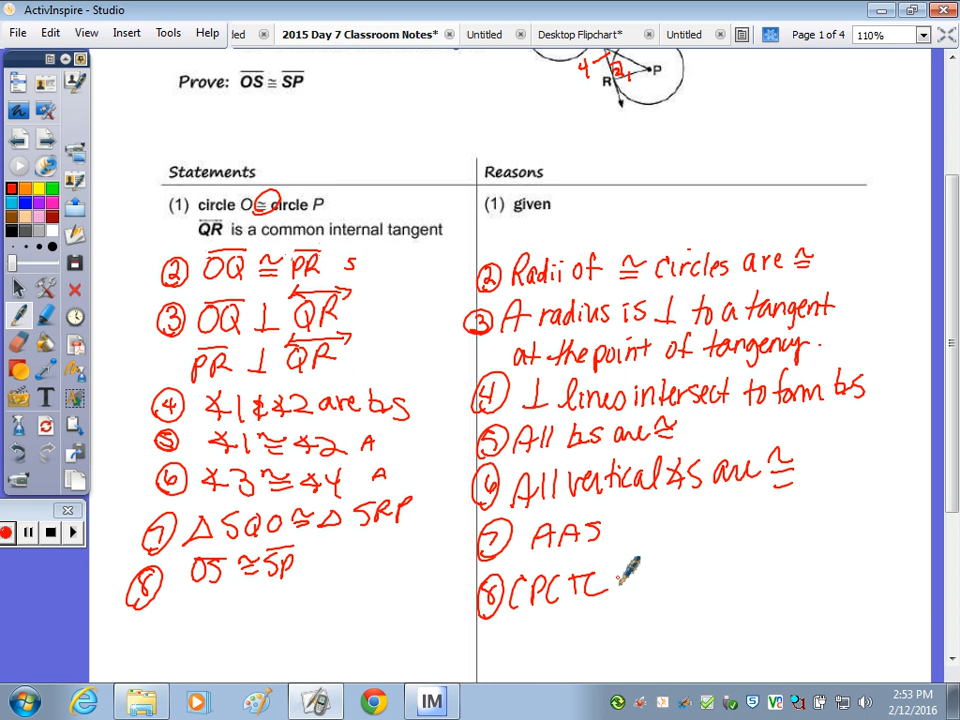 ActivInspire - Studio
File Edit View Insert Tools Help
led
2015 Day 7 Classroom Notes*
Untitled
Desktop Flipchart*
Untitled
Page 1 of 4
110%
4 2 1 P
R
Prove: OS ≅ SP
Statements
Reasons
(1) circle O ≅ circle P
(1) given
QR is a common internal tangent
② OQ ≅ PR S
② Radii of ≅ circles are ≅
③ OQ ⊥ QR
③ A radius is ⊥ to a tangent
PR ⊥ QR
at the point of tangency.
④ ∡1 & ∡2 are ⦜s
④ ⊥ lines intersect to form ⦜s
⑤ ∡1 ≅ ∡2 A
⑤ All ⦜s are ≅
⑥ ∡3 ≅ ∡4 A
⑥ All vertical ∡s are ≅
⑦ △ SQO ≅ △ SRP
⑦ AAS
⑧ OS ≅ SP
⑧ CPCTC
IM
2:53 PM
2/12/2016